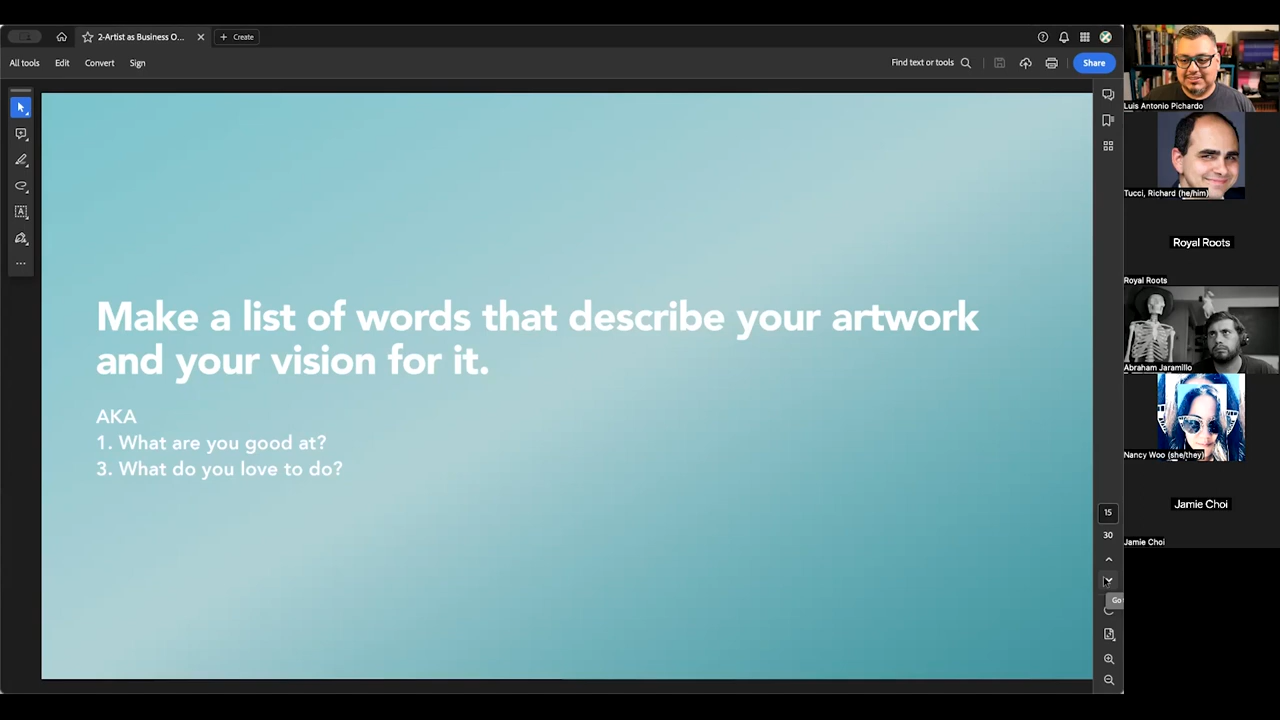 2-Artist as Business O...
Create
All tools
Edit
Convert
Sign
Find text or tools
Share
Make a list of words that describe your artwork
and your vision for it.
AKA
1. What are you good at?
3. What do you love to do?
15
30
Go
Luis Antonio Pichardo
Tucci, Richard (he/him)
Royal Roots
Royal Roots
Abraham Jaramillo
Nancy Woo (she/they)
Jamie Choi
Jamie Choi